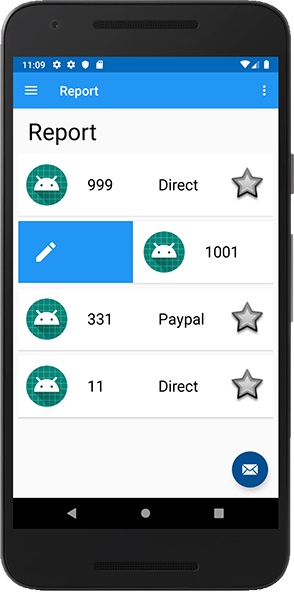 11:09
Report
Report
999 Direct
1001
331 Paypal
11 Direct